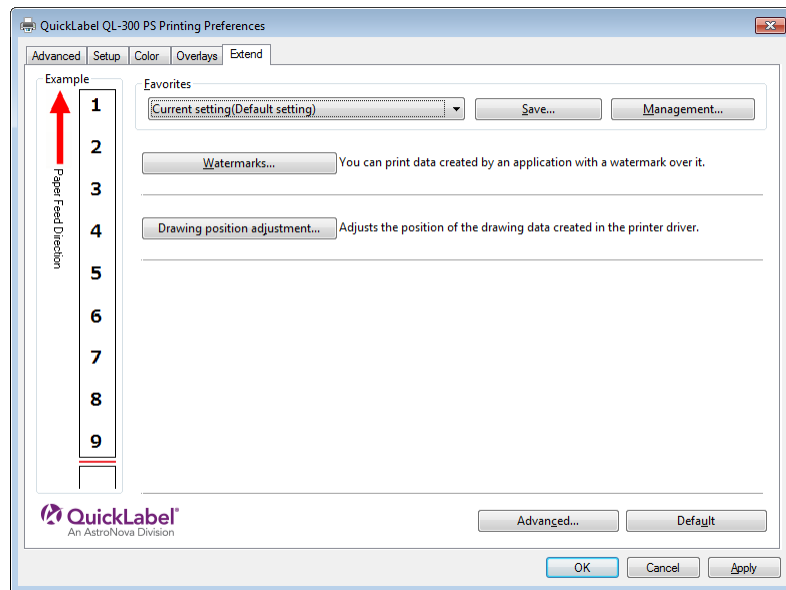 QuickLabel QL-300 PS Printing Preferences
Advanced Setup Color Overlays Extend
Example
Paper Feed Direction
1
2
3
4
5
6
7
8
9
Favorites
Current setting(Default setting) Save... Management...
Watermarks... You can print data created by an application with a watermark over it.
Drawing position adjustment... Adjusts the position of the drawing data created in the printer driver.
QuickLabel®
An AstroNova Division
Advanced... Default
OK Cancel Apply